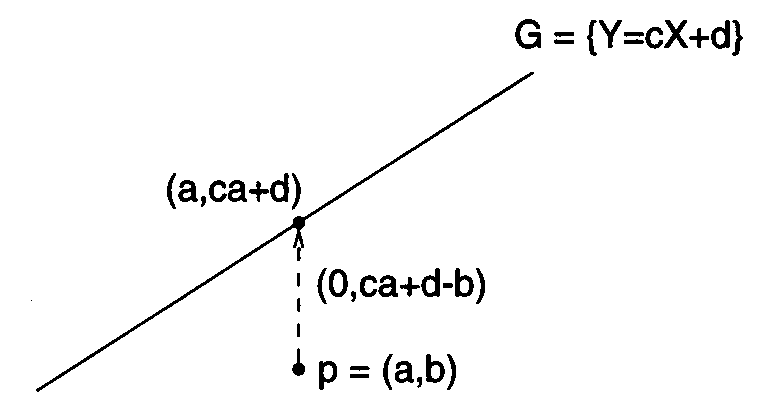 G = {Y=cX+d}
(a,ca+d)
(0,ca+d-b)
p = (a,b)